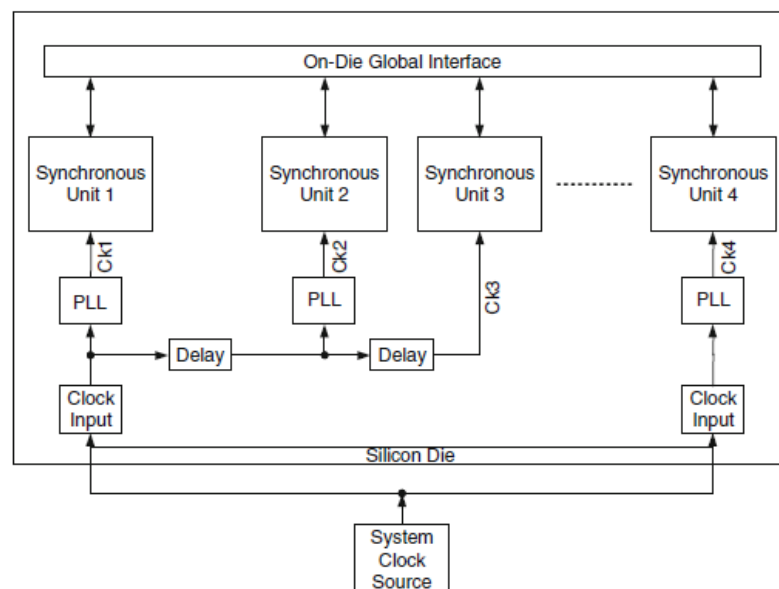 On-Die Global Interface
Synchronous
Unit 1
Synchronous
Unit 2
Synchronous
Unit 3
Synchronous
Unit 4
Ck1
Ck2
Ck3
Ck4
PLL
PLL
PLL
Delay
Delay
Clock
Input
Clock
Input
Silicon Die
System
Clock
Source